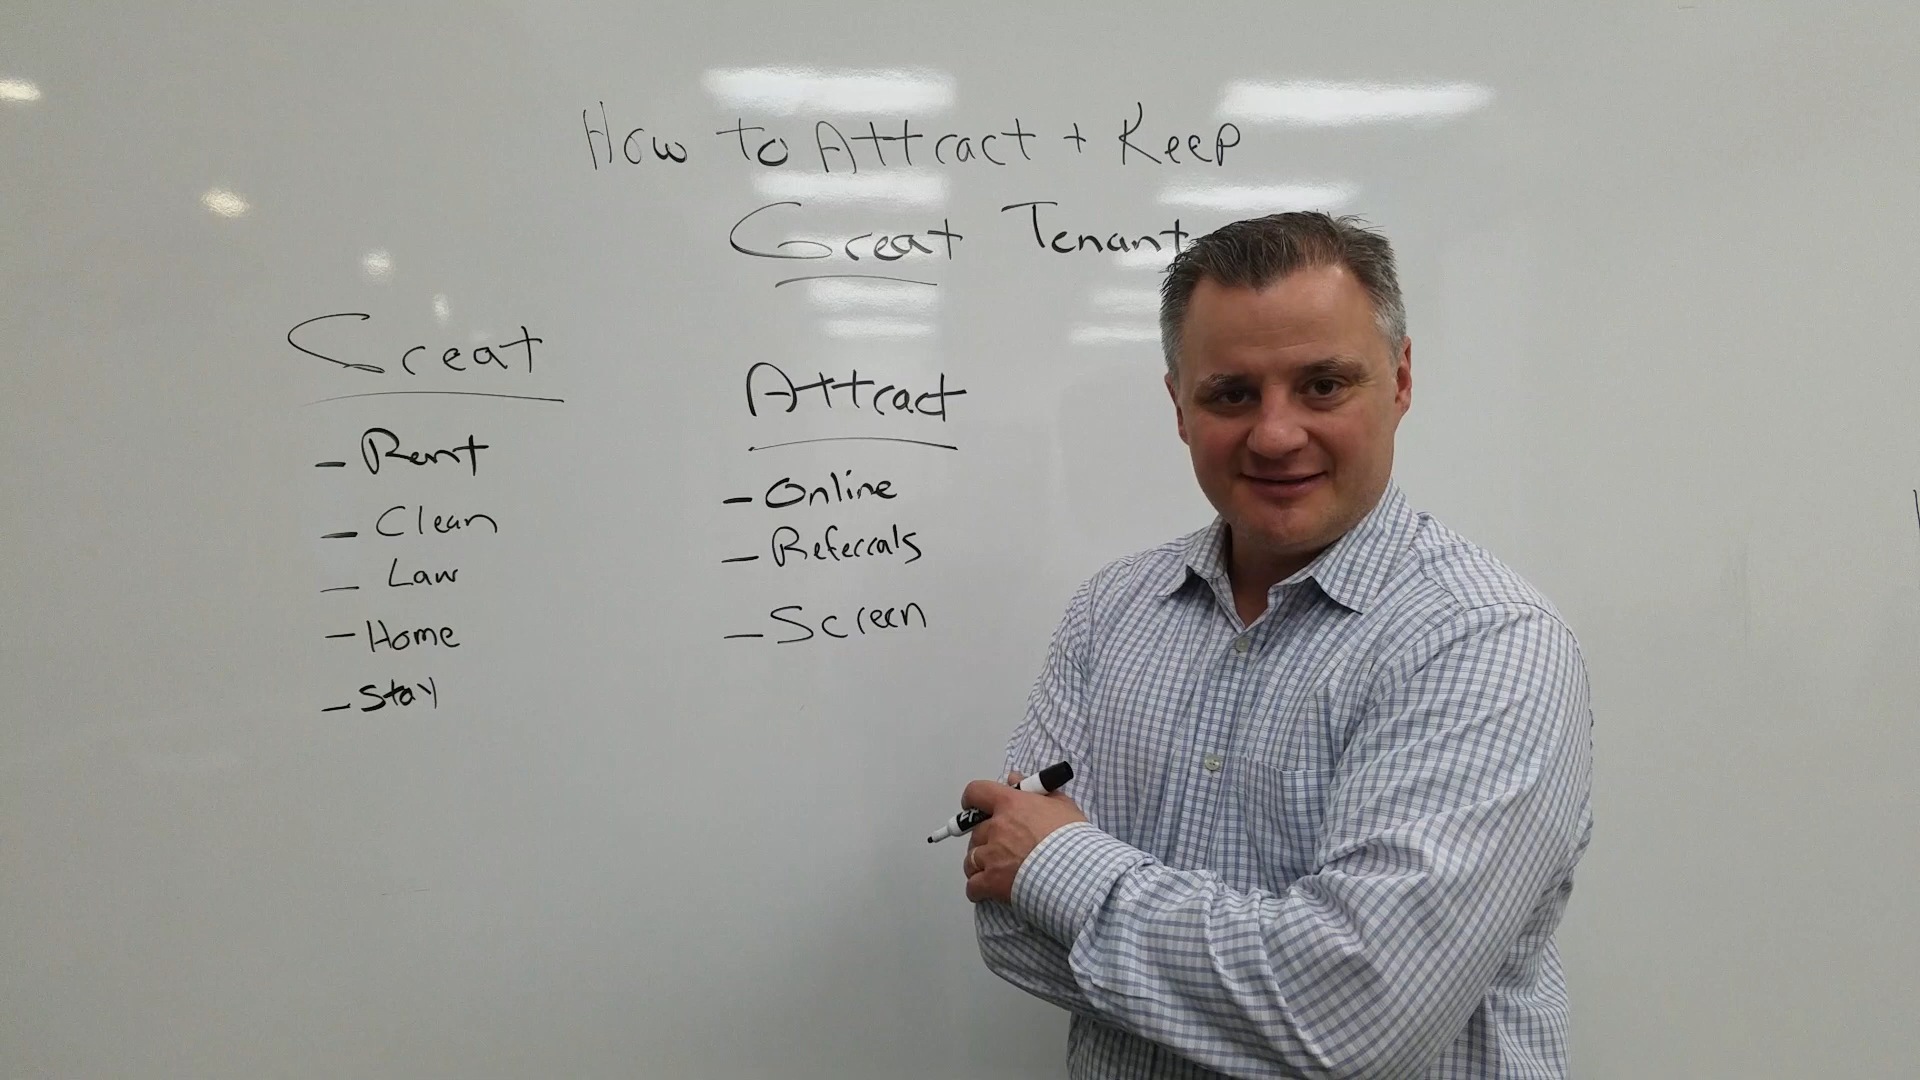 How to Attract + Keep
Great Tenant
Great
- Rent
- Clean
- Law
- Home
- Stay
Attract
- Online
- Referrals
- Screen